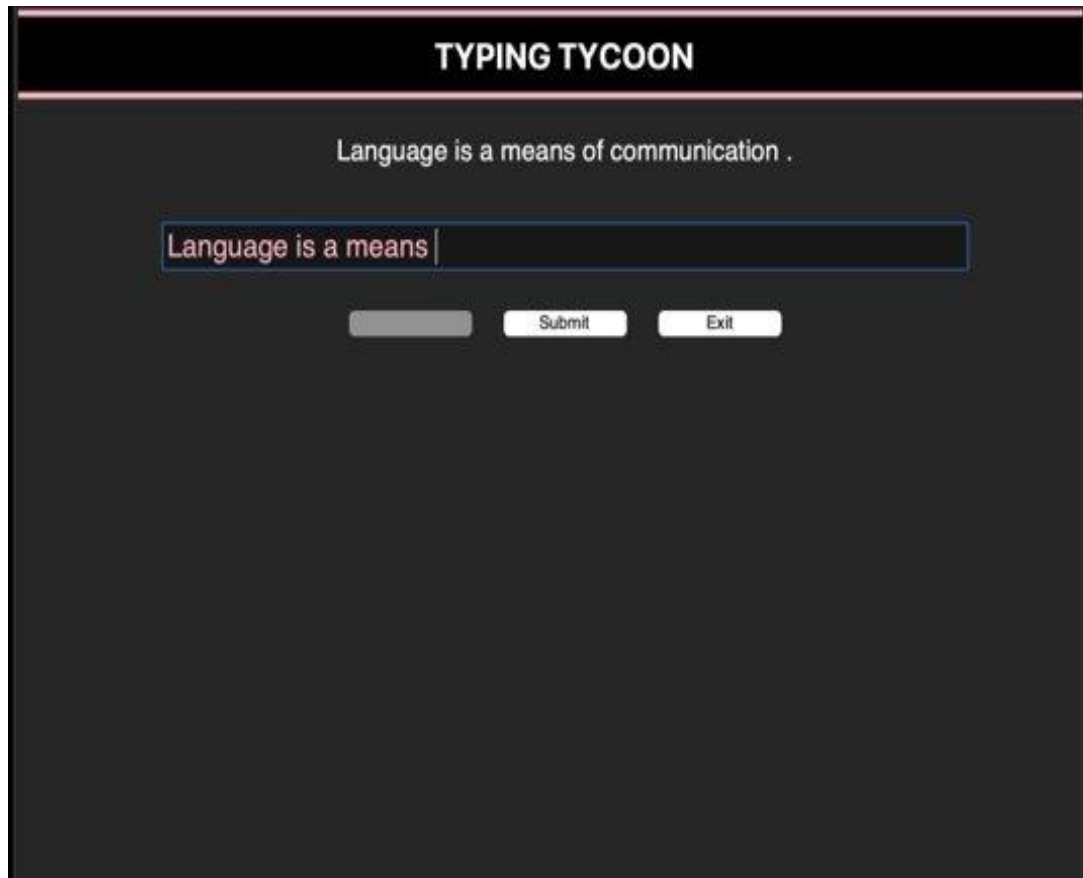 TYPING TYCOON
Language is a means of communication .
Language is a means
Submit Exit